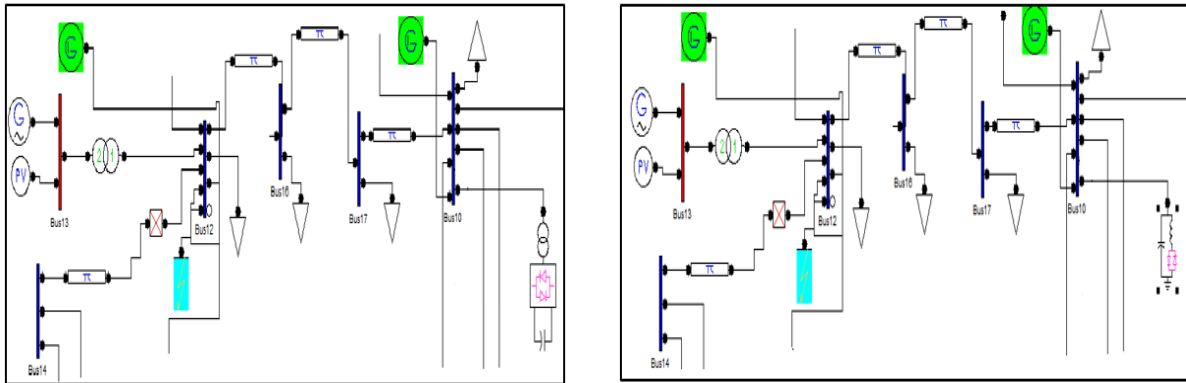 G
G
π
π
G
PV
2 1
π
Bus16
Bus17
Bus10
Bus13
Bus12
π
Bus14
G
G
π
π
G
PV
2 1
π
Bus16
Bus17
Bus10
Bus13
Bus12
π
Bus14